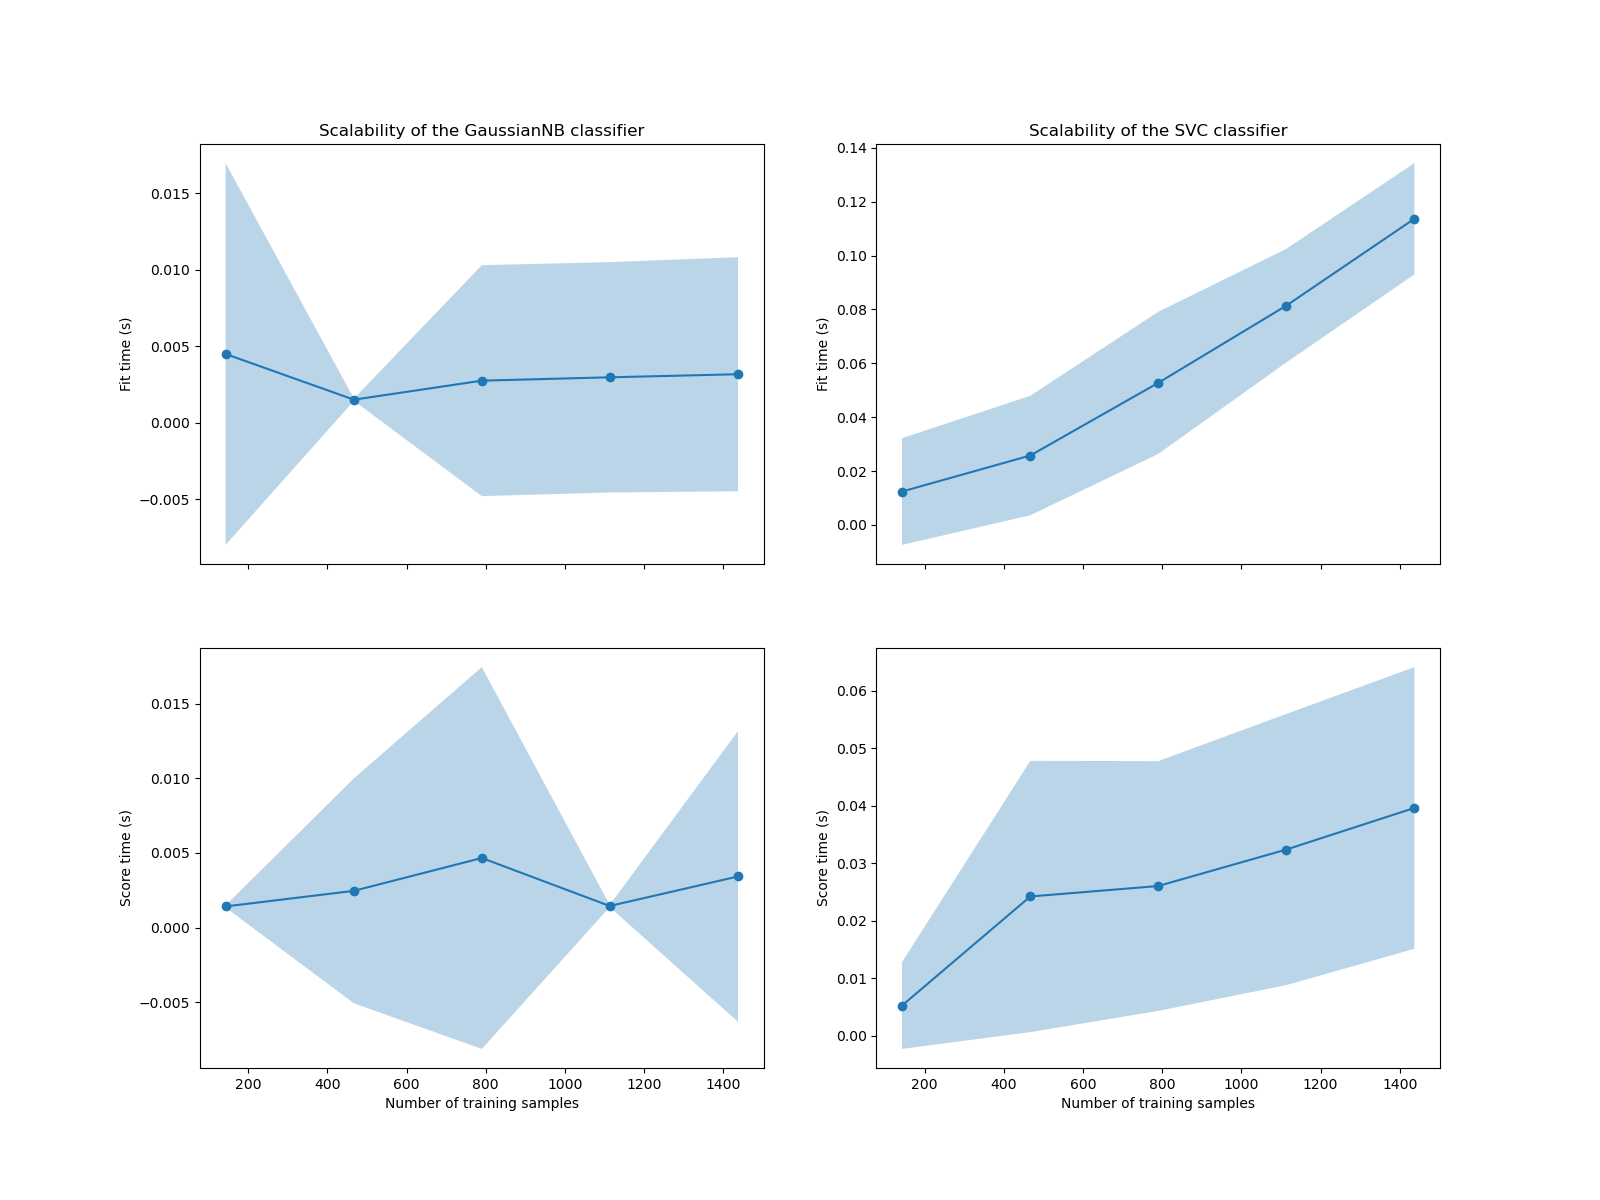 Scalability of the GaussianNB classifier
0.015
0.010
0.005
0.000
−0.005
Fit time (s)
Scalability of the SVC classifier
0.14
0.12
0.10
0.08
0.06
0.04
0.02
0.00
Fit time (s)
0.015
0.010
0.005
0.000
−0.005
Score time (s)
200 400 600 800 1000 1200 1400
Number of training samples
0.06
0.05
0.04
0.03
0.02
0.01
0.00
Score time (s)
200 400 600 800 1000 1200 1400
Number of training samples